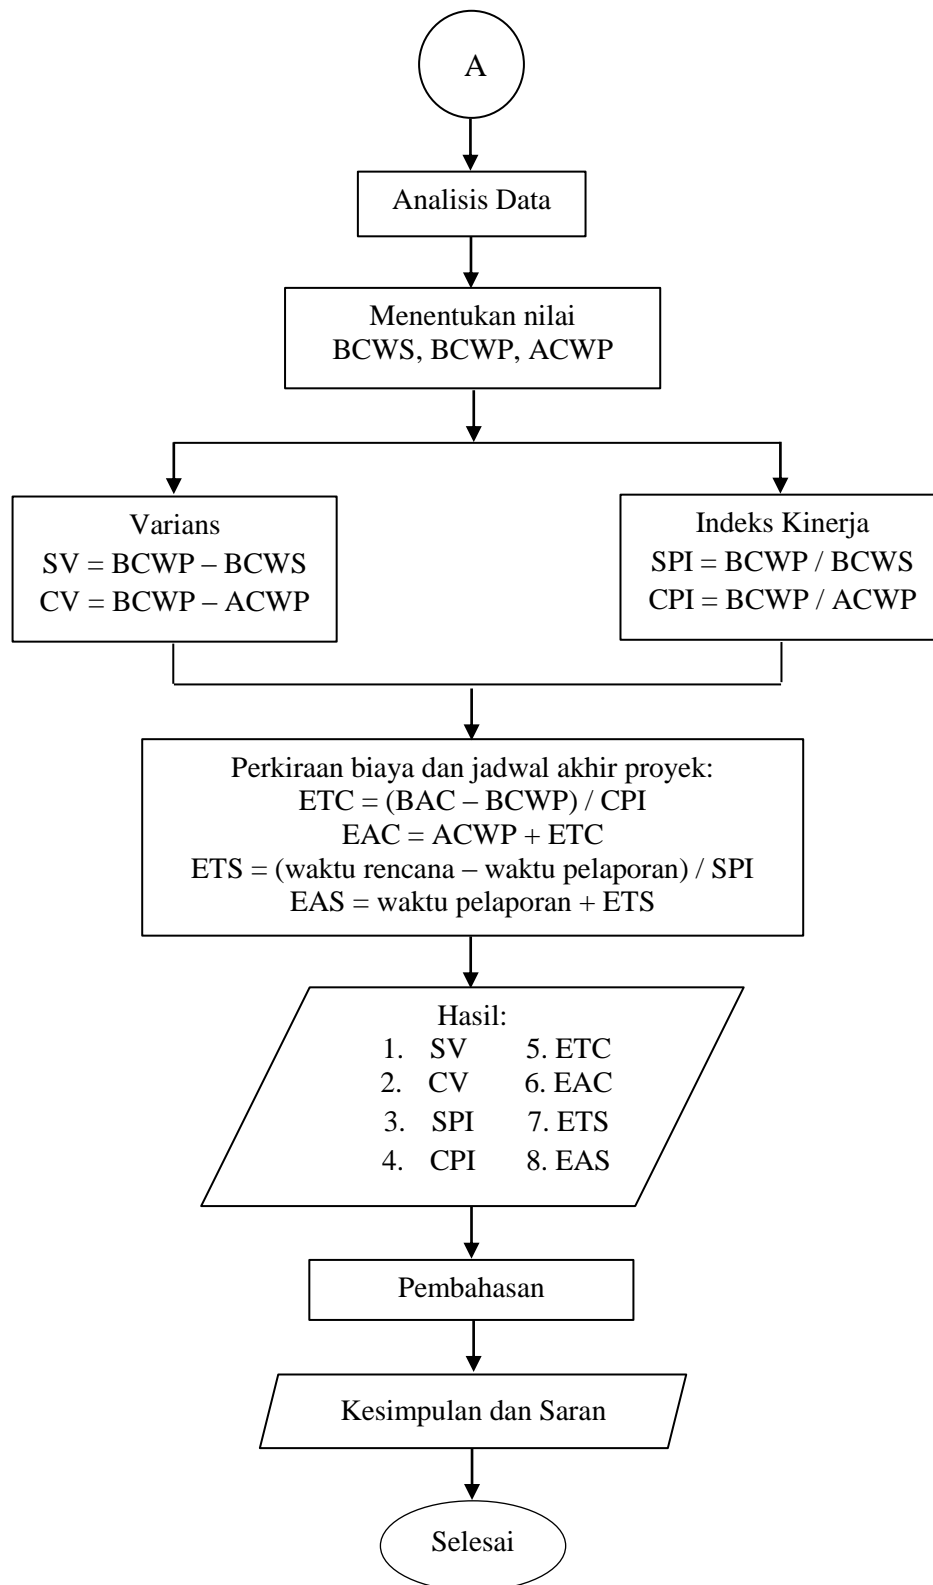 A
Analisis Data
Menentukan nilai
BCWS, BCWP, ACWP
Varians
SV = BCWP – BCWS
CV = BCWP – ACWP
Indeks Kinerja
SPI = BCWP / BCWS
CPI = BCWP / ACWP
Perkiraan biaya dan jadwal akhir proyek:
ETC = (BAC – BCWP) / CPI
EAC = ACWP + ETC
ETS = (waktu rencana – waktu pelaporan) / SPI
EAS = waktu pelaporan + ETS
Hasil:
1. SV 5. ETC
2. CV 6. EAC
3. SPI 7. ETS
4. CPI 8. EAS
Pembahasan
Kesimpulan dan Saran
Selesai